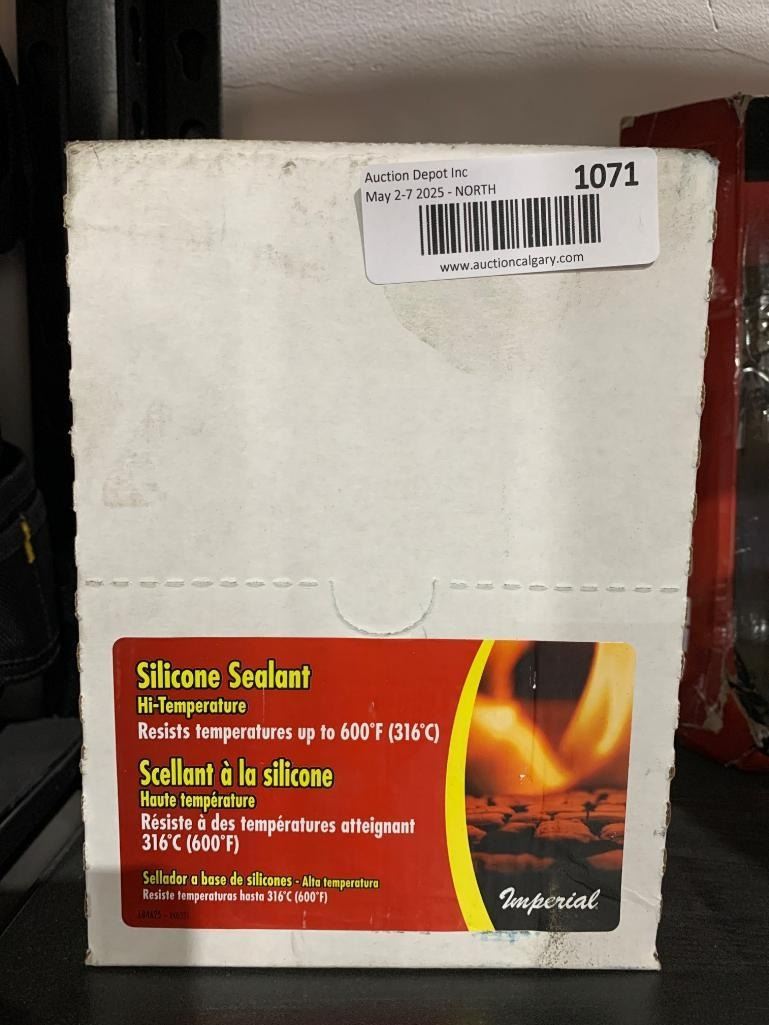 Auction Depot Inc
May 2-7 2025 - NORTH
1071
www.auctioncalgary.com
Silicone Sealant
Hi-Temperature
Resists temperatures up to 600°F (316°C)
Scellant à la silicone
Haute température
Résiste à des températures atteignant
316°C (600°F)
Sellador a base de silicones - Alta temperatura
Resiste temperaturas hasta 316°C (600°F)
Imperial